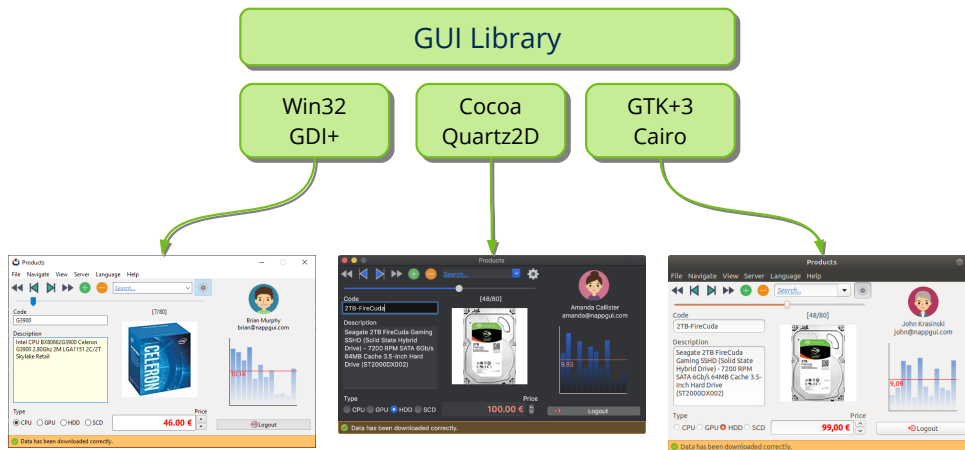 GUI Library
Win32
GDI+
Cocoa
Quartz2D
GTK+3
Cairo
Products
File Navigate View Server Language Help
Search...
[7/80]
Code
G3900
Description
Intel CPU BX80662G3900 Celeron
G3900 2.80Ghz 2M LGA1151 2C/2T
Skylake Retail
CELERON
Brian Murphy
brian@nappgui.com
10,14
Type
Price
CPU GPU HDD SCD
46.00 €
Logout
Data has been downloaded correctly.
Products
Search...
[48/80]
Code
2TB-FireCuda
Description
Seagate 2TB FireCuda Gaming
SSHD (Solid State Hybrid
Drive) - 7200 RPM SATA 6Gb/s
64MB Cache 3.5-Inch Hard
Drive (ST2000DX002)
Amanda Callister
amanda@nappgui.com
9,93
Type
Price
CPU GPU HDD SCD
100.00 €
Logout
Data has been downloaded correctly.
Products
File Navigate View Server Language Help
Search...
[48/80]
Code
2TB-FireCuda
Description
Seagate 2TB FireCuda Gaming
SSHD (Solid State
Hybrid Drive) - 7200 RPM
SATA 6Gb/s 64MB Cache 3.5-
Inch Hard Drive
(ST2000DX002)
John Krasinski
john@nappgui.com
9,09
Type
Price
CPU GPU HDD SCD
99,00 €
Logout
Data has been downloaded correctly.